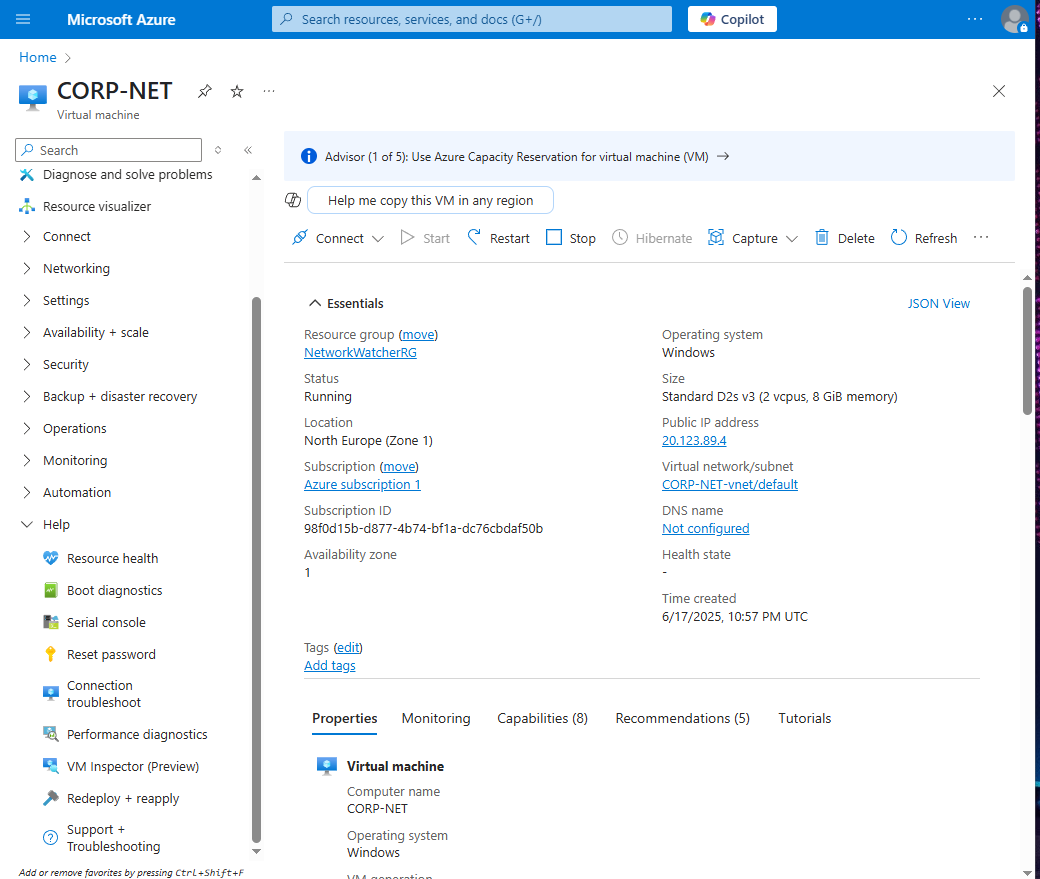 Microsoft Azure
Search resources, services, and docs (G+/)
Copilot
Home
CORP-NET
Virtual machine
Search
Diagnose and solve problems
Resource visualizer
Connect
Networking
Settings
Availability + scale
Security
Backup + disaster recovery
Operations
Monitoring
Automation
Help
Resource health
Boot diagnostics
Serial console
Reset password
Connection
troubleshoot
Performance diagnostics
VM Inspector (Preview)
Redeploy + reapply
Support +
Troubleshooting
Add or remove favorites by pressing Ctrl+Shift+F
Advisor (1 of 5): Use Azure Capacity Reservation for virtual machine (VM) →
Help me copy this VM in any region
Connect Start Restart Stop Hibernate Capture Delete Refresh
Essentials
JSON View
Resource group (move)
NetworkWatcherRG
Status
Running
Location
North Europe (Zone 1)
Subscription (move)
Azure subscription 1
Subscription ID
98f0d15b-d877-4b74-bf1a-dc76cbdaf50b
Availability zone
1
Operating system
Windows
Size
Standard D2s v3 (2 vcpus, 8 GiB memory)
Public IP address
20.123.89.4
Virtual network/subnet
CORP-NET-vnet/default
DNS name
Not configured
Health state
-
Time created
6/17/2025, 10:57 PM UTC
Tags (edit)
Add tags
Properties Monitoring Capabilities (8) Recommendations (5) Tutorials
Virtual machine
Computer name
CORP-NET
Operating system
Windows
VM generation